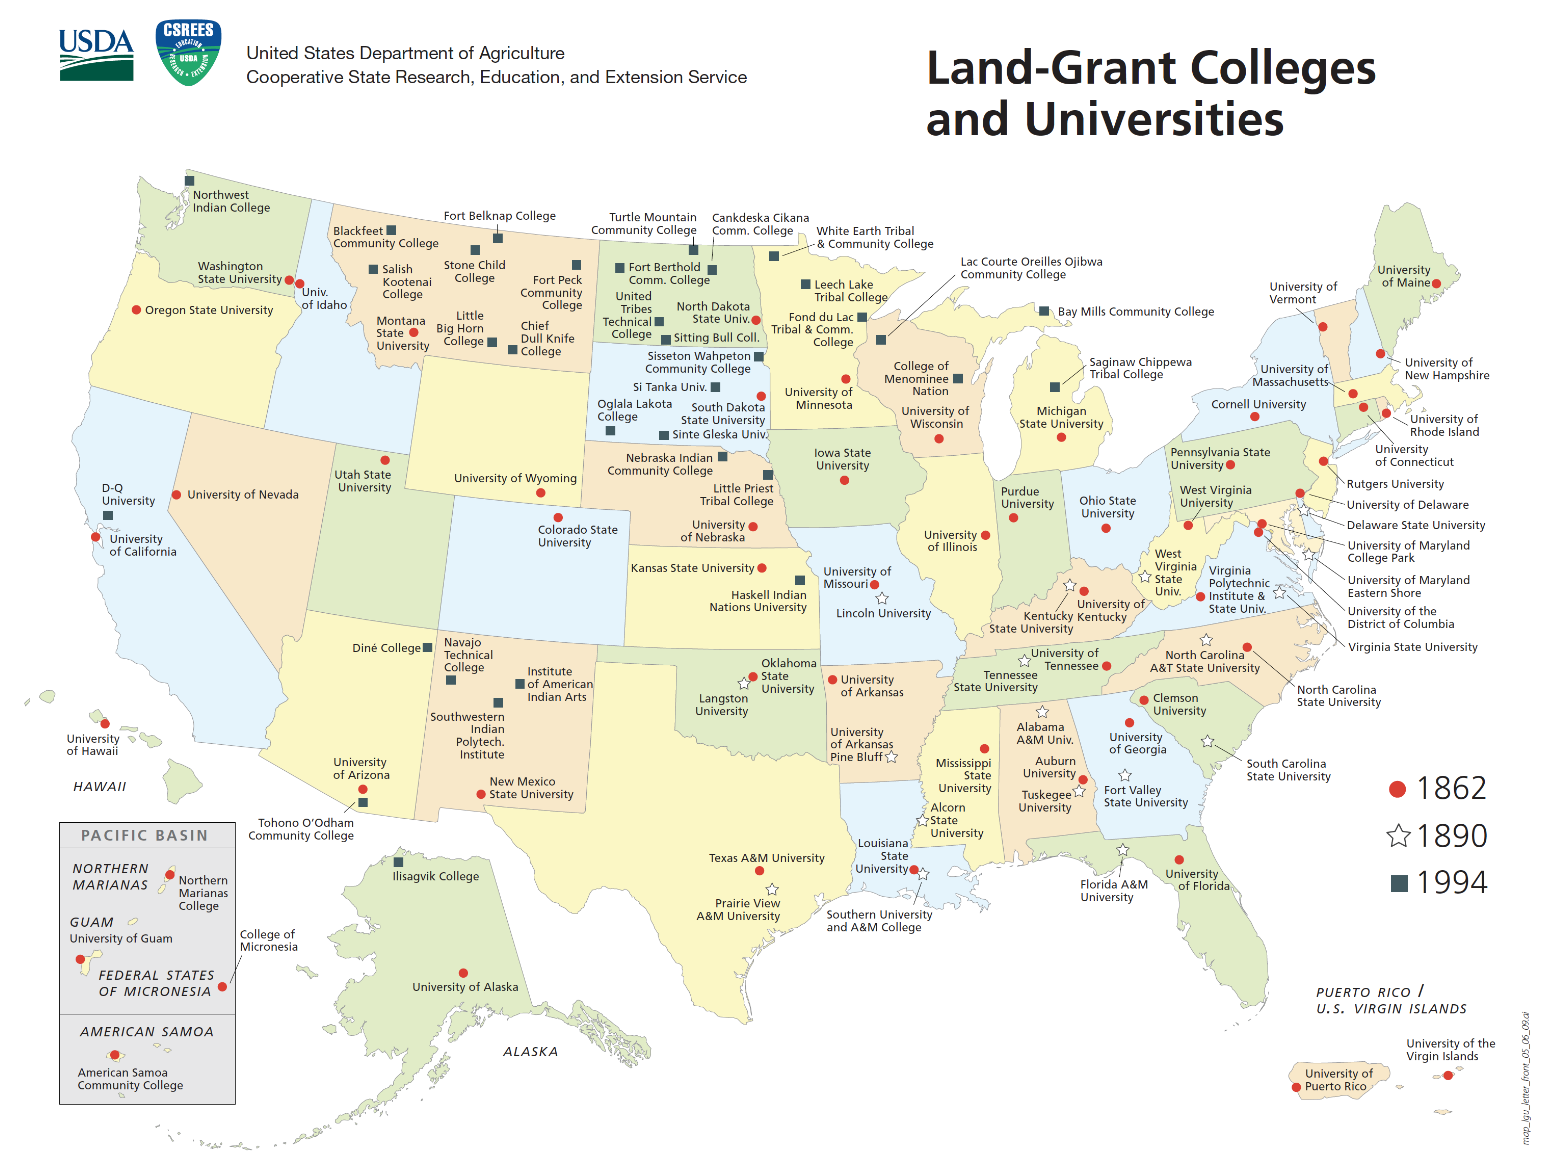 USDA
CSREES
EDUCATION
USDA
RESEARCH • EXTENSION
United States Department of Agriculture
Cooperative State Research, Education, and Extension Service
Land-Grant Colleges
and Universities
Northwest
Indian College
Washington
State University
Univ.
of Idaho
Oregon State University
Blackfeet
Community College
Fort Belknap College
Stone Child
College
Salish
Kootenai
College
Fort Peck
Community
College
Montana
State
University
Little
Big Horn
College
Chief
Dull Knife
College
Turtle Mountain
Community College
Cankdeska Cikana
Comm. College
Fort Berthold
Comm. College
United
Tribes
Technical
College
North Dakota
State Univ.
Sitting Bull Coll.
White Earth Tribal
& Community College
Leech Lake
Tribal College
Fond du Lac
Tribal & Comm.
College
University of
Minnesota
Lac Courte Oreilles Ojibwa
Community College
College of
Menominee
Nation
University of
Wisconsin
Bay Mills Community College
Saginaw Chippewa
Tribal College
Michigan
State University
Sisseton Wahpeton
Community College
Si Tanka Univ.
Oglala Lakota
College
South Dakota
State University
Sinte Gleska Univ.
Nebraska Indian
Community College
Little Priest
Tribal College
University
of Nebraska
University of Wyoming
Utah State
University
University of Nevada
D-Q
University
University
of California
Colorado State
University
Kansas State University
Haskell Indian
Nations University
Iowa State
University
University of
Missouri
Lincoln University
University
of Illinois
Purdue
University
Ohio State
University
Kentucky
State University
University of
Kentucky
West Virginia
University
West
Virginia
State
Univ.
Virginia
Polytechnic
Institute &
State Univ.
Pennsylvania State
University
Cornell University
University of
Vermont
University
of Maine
University of
New Hampshire
University of
Massachusetts
University of
Rhode Island
University
of Connecticut
Rutgers University
University of Delaware
Delaware State University
University of Maryland
College Park
University of Maryland
Eastern Shore
University of the
District of Columbia
Virginia State University
North Carolina
A&T State University
North Carolina
State University
University of
Tennessee
Tennessee
State University
Clemson
University
South Carolina
State University
University
of Georgia
Fort Valley
State University
Alabama
A&M Univ.
Auburn
University
Tuskegee
University
Mississippi
State
University
Alcorn
State
University
University
of Arkansas
University
of Arkansas
Pine Bluff
Louisiana
State
University
Southern University
and A&M College
Florida A&M
University
University
of Florida
Oklahoma
State
University
Langston
University
Texas A&M University
Prairie View
A&M University
Diné College
Navajo
Technical
College
Institute
of American
Indian Arts
Southwestern
Indian
Polytech.
Institute
New Mexico
State University
University
of Arizona
Tohono O'Odham
Community College
University
of Hawaii
HAWAII
PACIFIC BASIN
NORTHERN
MARIANAS
Northern
Marianas
College
GUAM
University of Guam
College of
Micronesia
FEDERAL STATES
OF MICRONESIA
AMERICAN SAMOA
American Samoa
Community College
Ilisagvik College
University of Alaska
ALASKA
1862
1890
1994
PUERTO RICO /
U.S. VIRGIN ISLANDS
University of the
Virgin Islands
University of
Puerto Rico
map_lgu_letter_front_05_06_09.ai